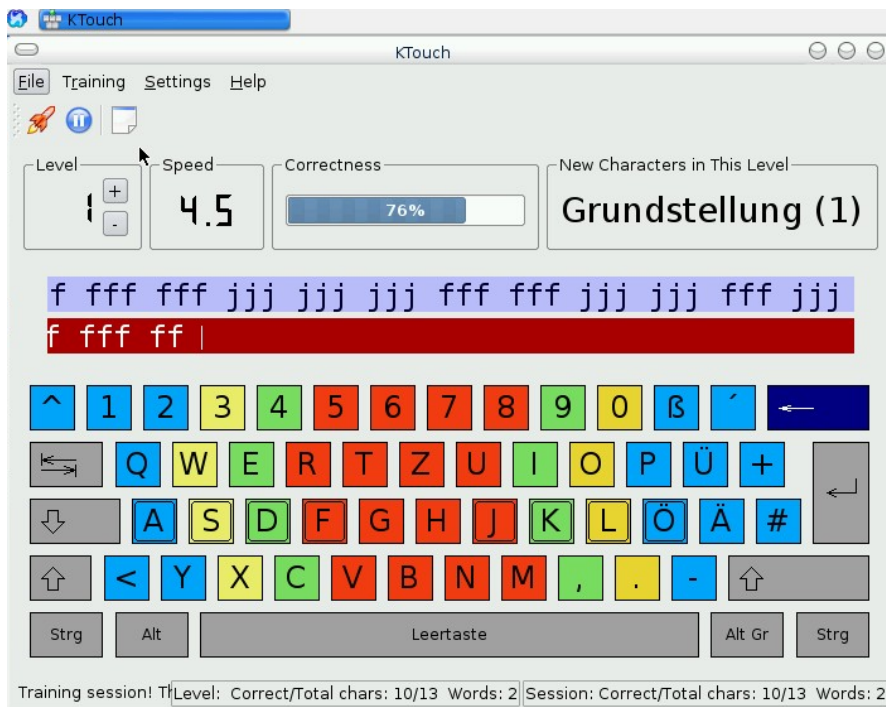 KTouch
KTouch
File Training Settings Help
Level Speed Correctness New Characters in This Level
1 + - 4.5 76% Grundstellung (1)
f fff fff jjj jjj jjj fff fff jjj jjj fff jjj
f fff ff
^ 1 2 3 4 5 6 7 8 9 0 ß ´
Q W E R T Z U I O P Ü +
A S D F G H J K L Ö Ä #
< Y X C V B N M , . -
Strg Alt Leertaste Alt Gr Strg
Training session! Level: Correct/Total chars: 10/13 Words: 2 Session: Correct/Total chars: 10/13 Words: 2